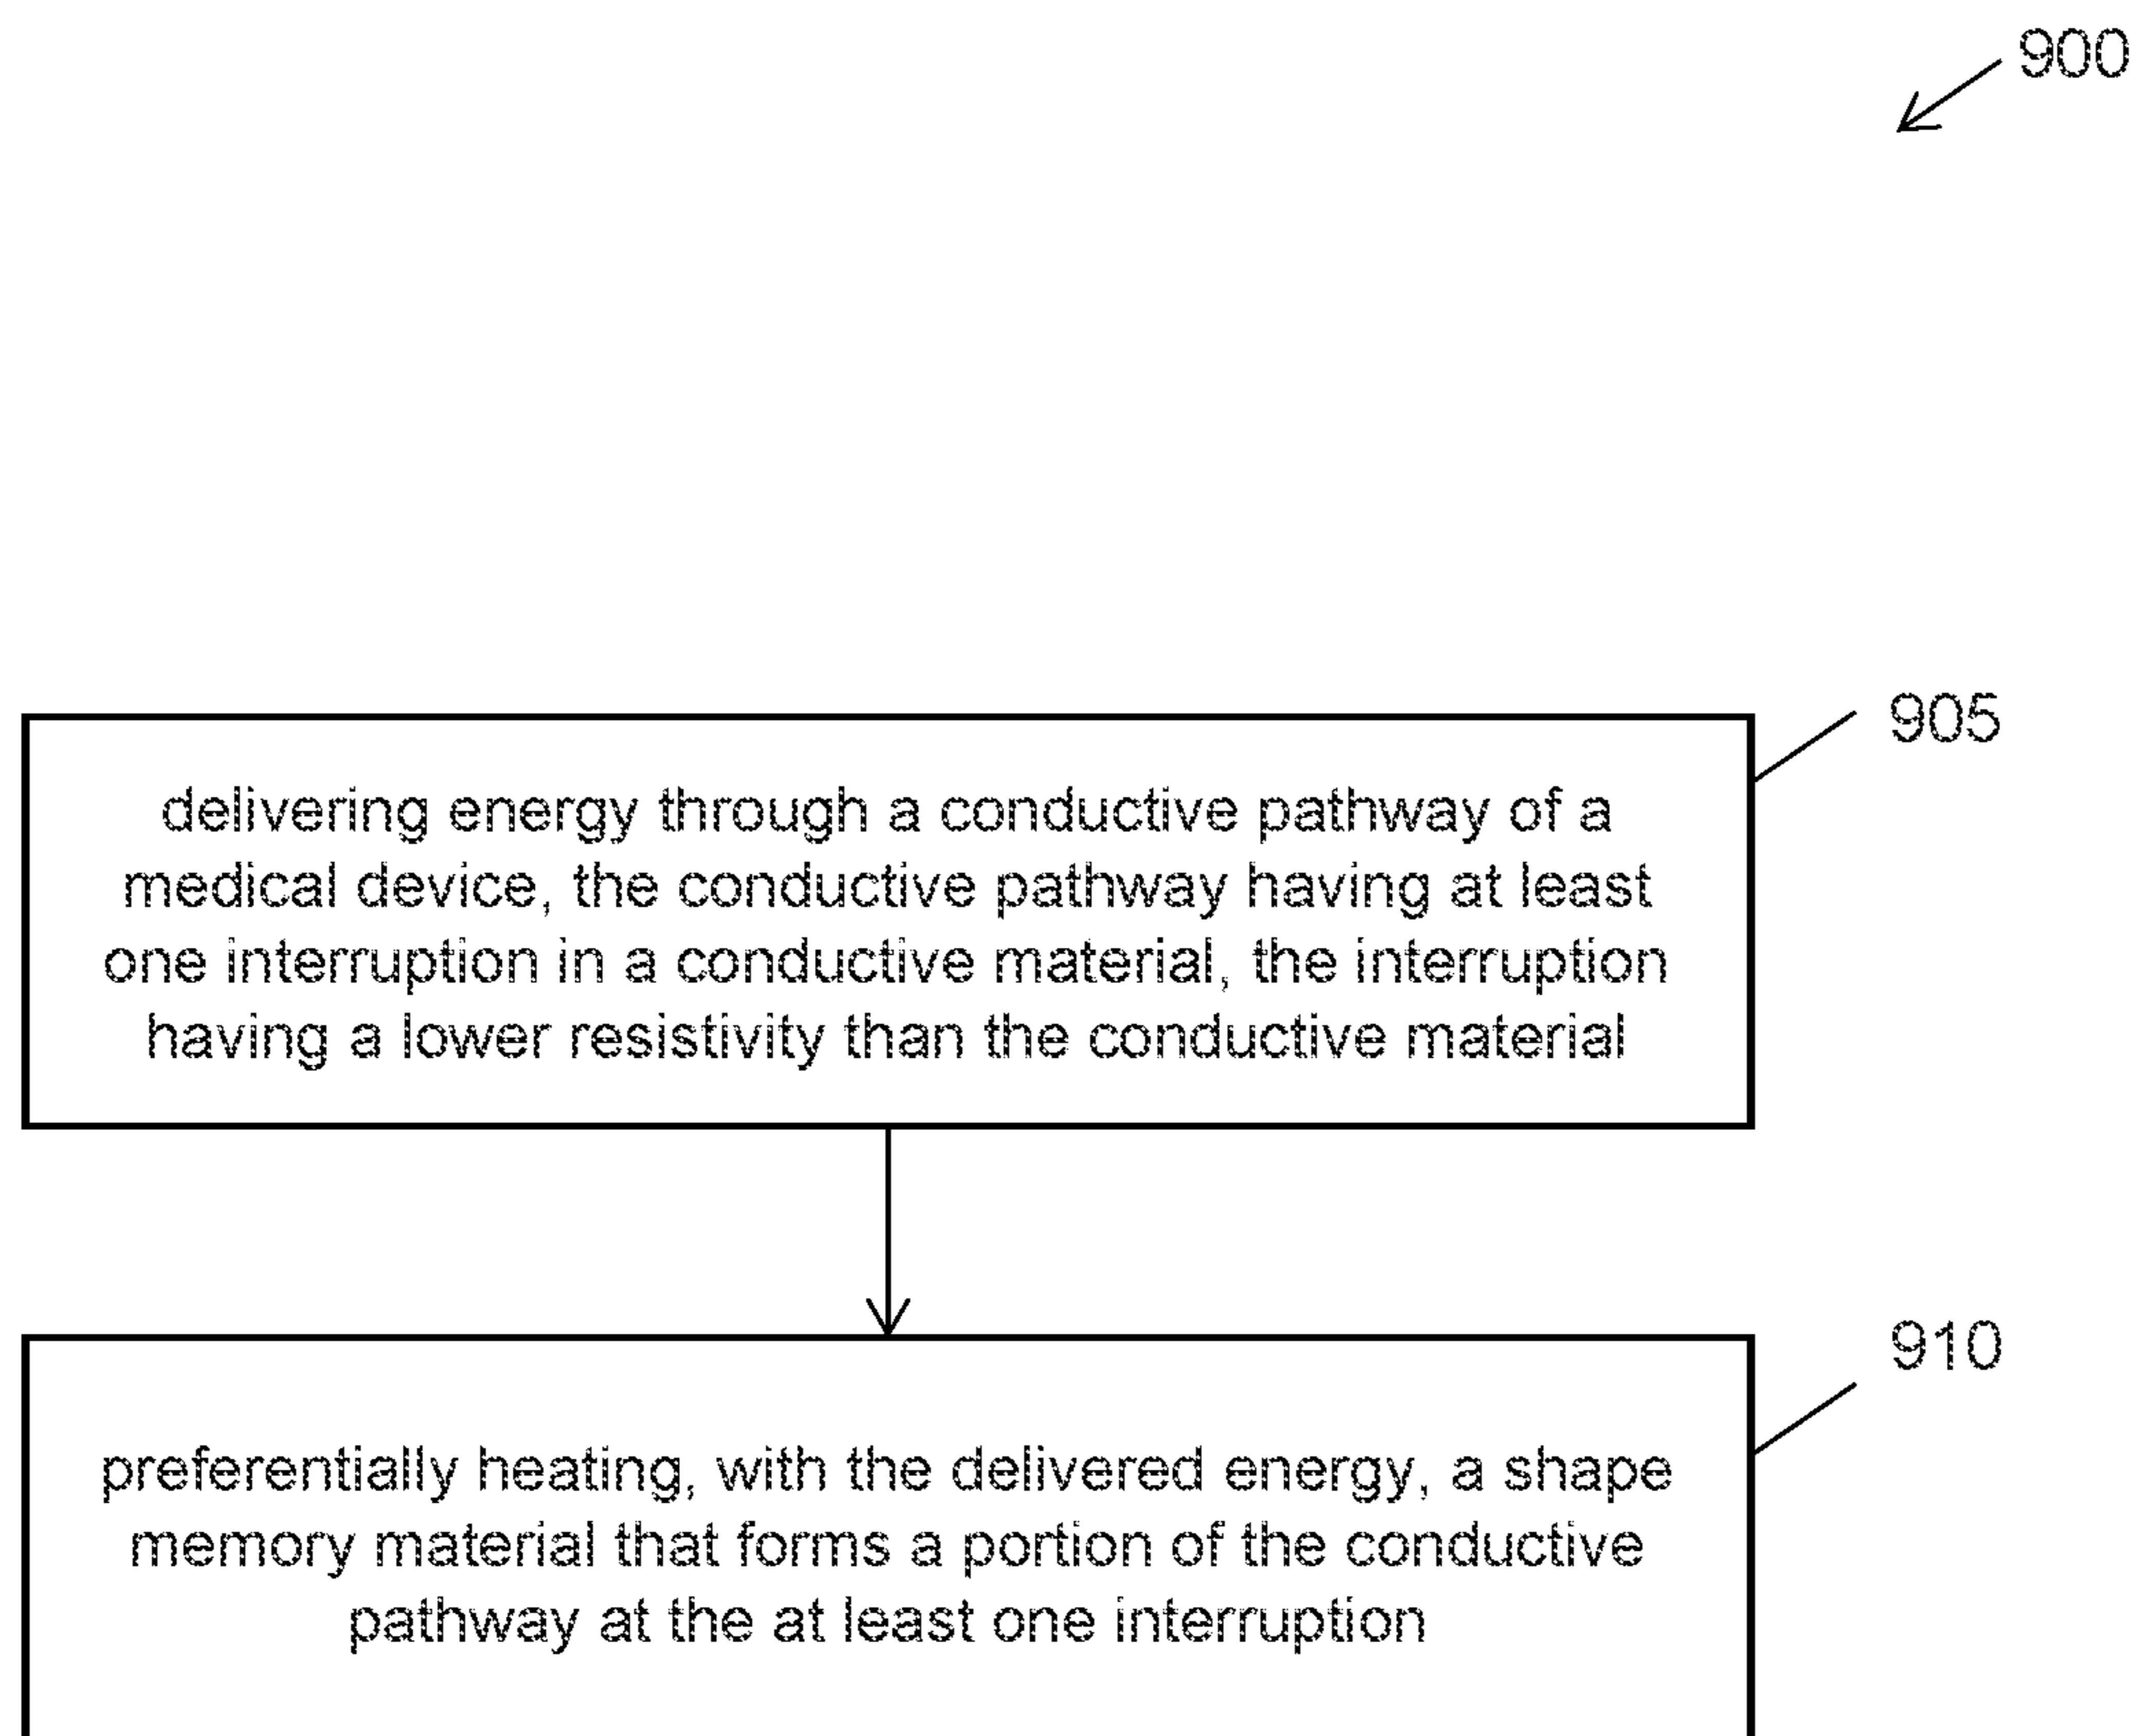 900
905
delivering energy through a conductive pathway of a
medical device, the conductive pathway having at least
one interruption in a conductive material, the interruption
having a lower resistivity than the conductive material
910
preferentially heating, with the delivered energy, a shape
memory material that forms a portion of the conductive
pathway at the at least one interruption